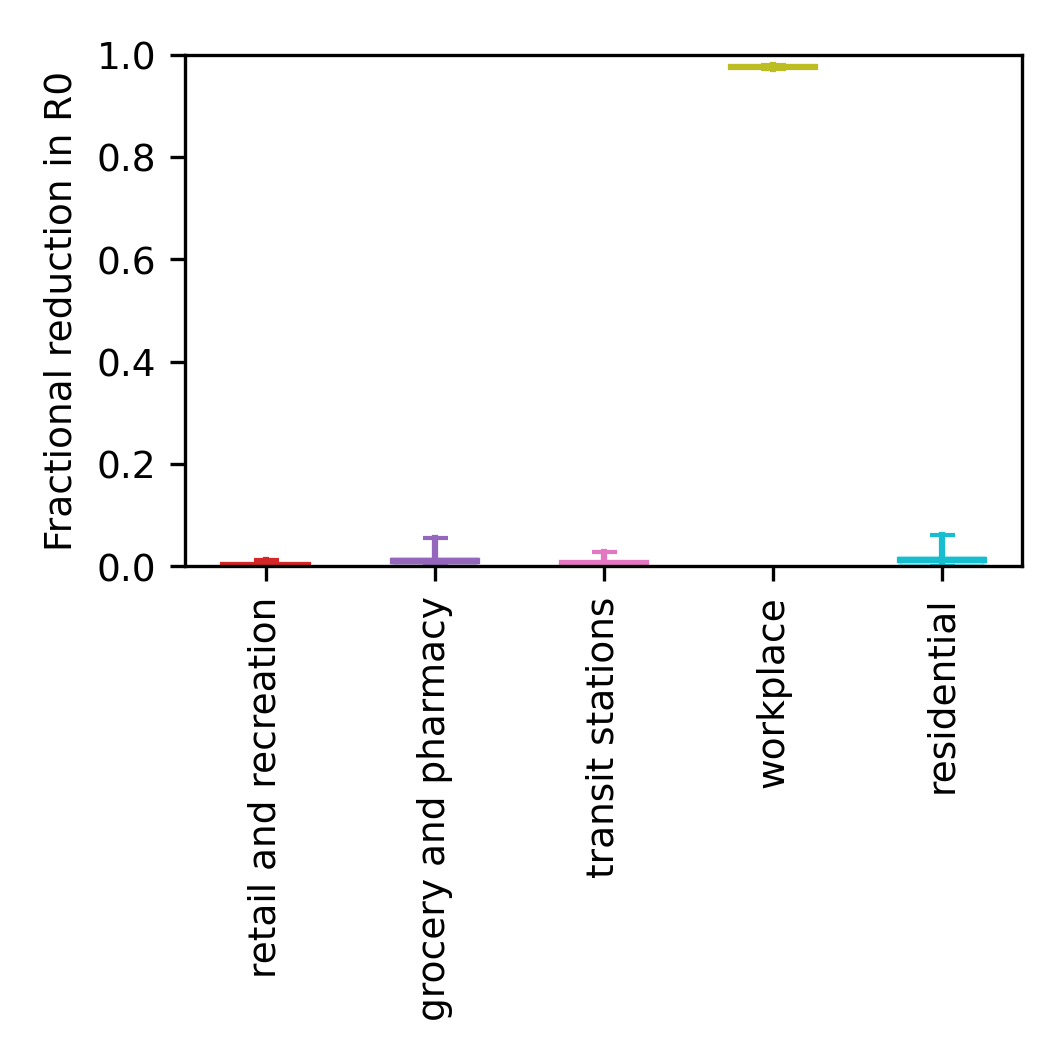 Fractional reduction in R0
1.0
0.8
0.6
0.4
0.2
0.0
retail and recreation
grocery and pharmacy
transit stations
workplace
residential